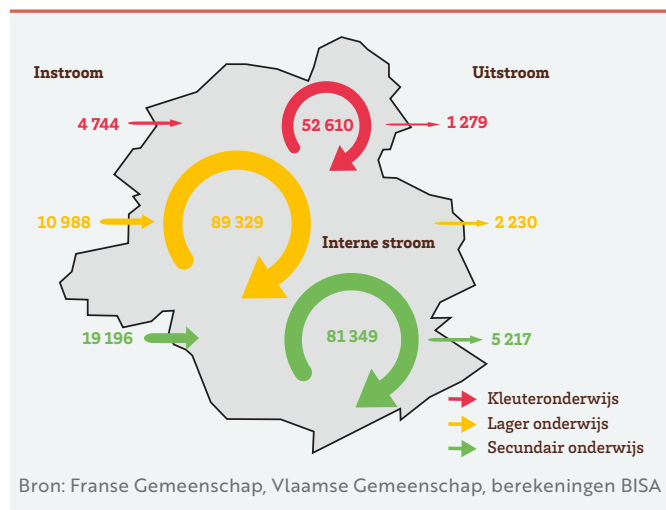 Instroom
Uitstroom
4 744
52 610
1 279
10 988
89 329
2 230
Interne stroom
19 196
81 349
5 217
Kleuteronderwijs
Lager onderwijs
Secundair onderwijs
Bron: Franse Gemeenschap, Vlaamse Gemeenschap, berekeningen BISA